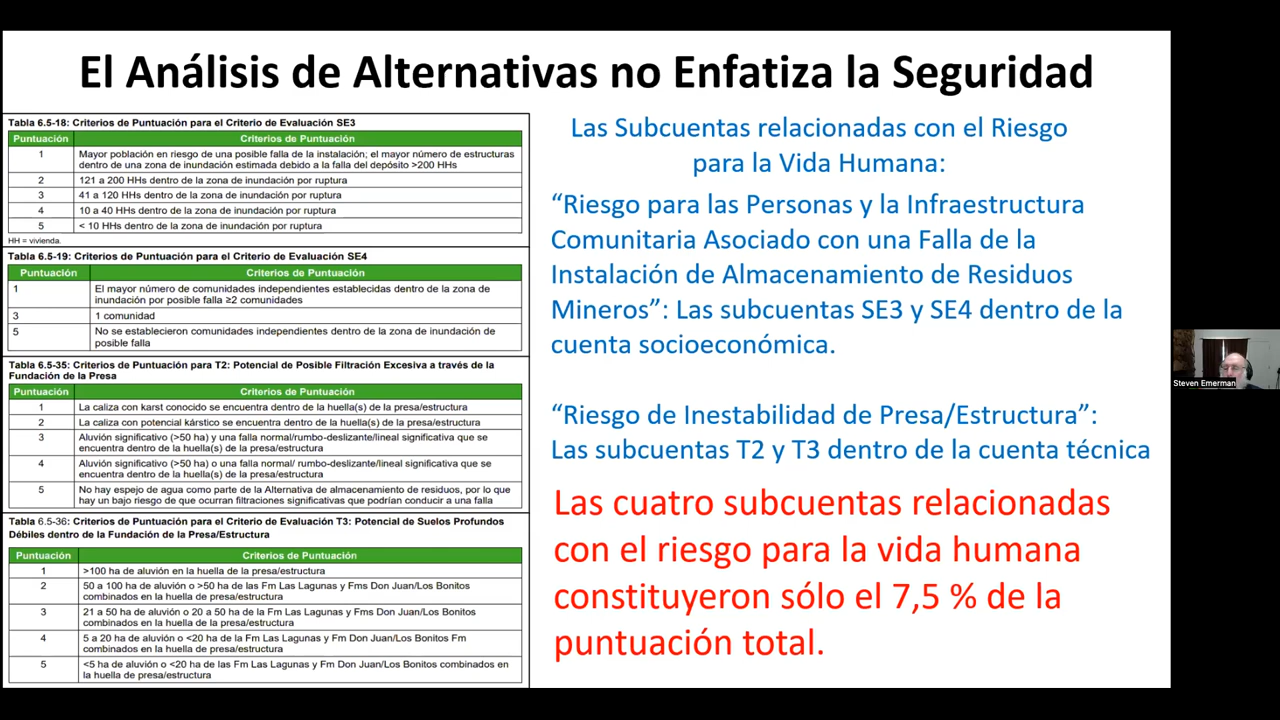 El Análisis de Alternativas no Enfatiza la Seguridad
Tabla 6.5-18: Criterios de Puntuación para el Criterio de Evaluación SE3
Puntuación Criterios de Puntuación
1 Mayor población en riesgo de una posible falla de la instalación; el mayor número de estructuras
dentro de una zona de inundación estimada debido a la falla del depósito >200 HHs
2 121 a 200 HHs dentro de la zona de inundación por ruptura
3 41 a 120 HHs dentro de la zona de inundación por ruptura
4 10 a 40 HHs dentro de la zona de inundación por ruptura
5 < 10 HHs dentro de la zona de inundación por ruptura
HH = vivienda.
Tabla 6.5-19: Criterios de Puntuación para el Criterio de Evaluación SE4
Puntuación Criterios de Puntuación
1 El mayor número de comunidades independientes establecidas dentro de la zona de
inundación por posible falla ≥2 comunidades
3 1 comunidad
5 No se establecieron comunidades independientes dentro de la zona de inundación de
posible falla
Tabla 6.5-35: Criterios de Puntuación para T2: Potencial de Posible Filtración Excesiva a través de la
Fundación de la Presa
Puntuación Criterios de Puntuación
1 La caliza con karst conocido se encuentra dentro de la huella(s) de la presa/estructura
2 La caliza con potencial kárstico se encuentra dentro de la huella(s) de la presa/estructura
3 Aluvión significativo (>50 ha) y una falla normal/rumbo-deslizante/lineal significativa que se
encuentra dentro de la huella(s) de la presa/estructura
4 Aluvión significativo (>50 ha) o una falla normal/ rumbo-deslizante/lineal significativa que se
encuentra dentro de la huella(s) de la presa/estructura
5 No hay espejo de agua como parte de la Alternativa de almacenamiento de residuos, por lo que
hay un bajo riesgo de que ocurran filtraciones significativas que podrían conducir a una falla
Tabla 6.5-36: Criterios de Puntuación para el Criterio de Evaluación T3: Potencial de Suelos Profundos
Débiles dentro de la Fundación de la Presa/Estructura
Puntuación Criterios de Puntuación
1 >100 ha de aluvión en la huella de la presa/estructura
2 50 a 100 ha de aluvión o >50 ha de las Fm Las Lagunas y Fms Don Juan/Los Bonitos
combinados en la huella de presa/estructura
3 21 a 50 ha de aluvión o 20 a 50 ha de la Fm Las Lagunas y Fms Don Juan/Los Bonitos
combinados en la huella de la presa/estructura
4 5 a 20 ha de aluvión o <20 ha de la Fm Las Lagunas y Fm Don Juan/Los Bonitos Fm
combinados en la huella de la presa/estructura
5 <5 ha de aluvión o <20 ha de las Fm Las Lagunas y Fm Don Juan/Los Bonitos combinados en
la huella de presa/estructura
Las Subcuentas relacionadas con el Riesgo
para la Vida Humana:
“Riesgo para las Personas y la Infraestructura
Comunitaria Asociado con una Falla de la
Instalación de Almacenamiento de Residuos
Mineros”: Las subcuentas SE3 y SE4 dentro de la
cuenta socioeconómica.
“Riesgo de Inestabilidad de Presa/Estructura”:
Las subcuentas T2 y T3 dentro de la cuenta técnica
Las cuatro subcuentas relacionadas
con el riesgo para la vida humana
constituyeron sólo el 7,5 % de la
puntuación total.
Steven Emerman